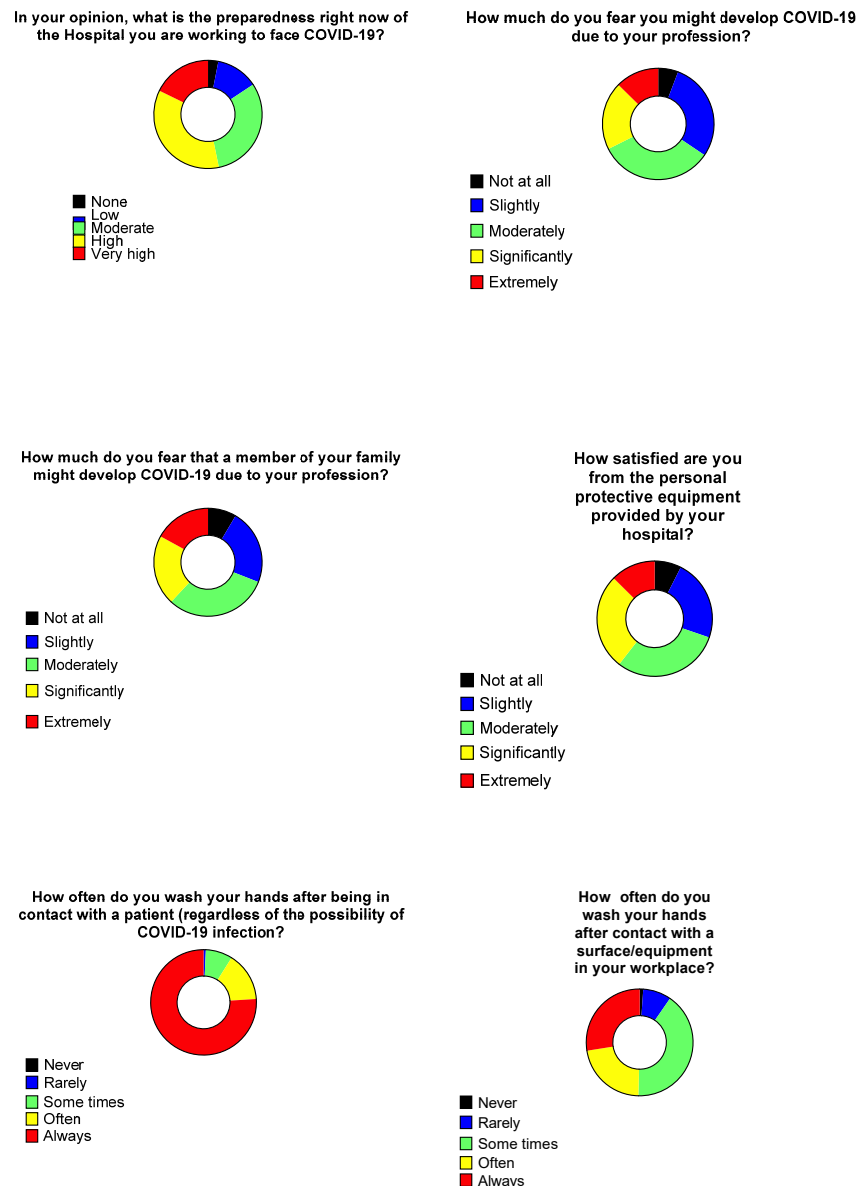 In your opinion, what is the preparedness right now of
the Hospital you are working to face COVID-19?
None
Low
Moderate
High
Very high
How much do you fear you might develop COVID-19
due to your profession?
Not at all
Slightly
Moderately
Significantly
Extremely
How much do you fear that a member of your family
might develop COVID-19 due to your profession?
Not at all
Slightly
Moderately
Significantly
Extremely
How satisfied are you
from the personal
protective equipment
provided by your
hospital?
Not at all
Slightly
Moderately
Significantly
Extremely
How often do you wash your hands after being in
contact with a patient (regardless of the possibility of
COVID-19 infection?
Never
Rarely
Some times
Often
Always
How often do you
wash your hands
after contact with a
surface/equipment
in your workplace?
Never
Rarely
Some times
Often
Always